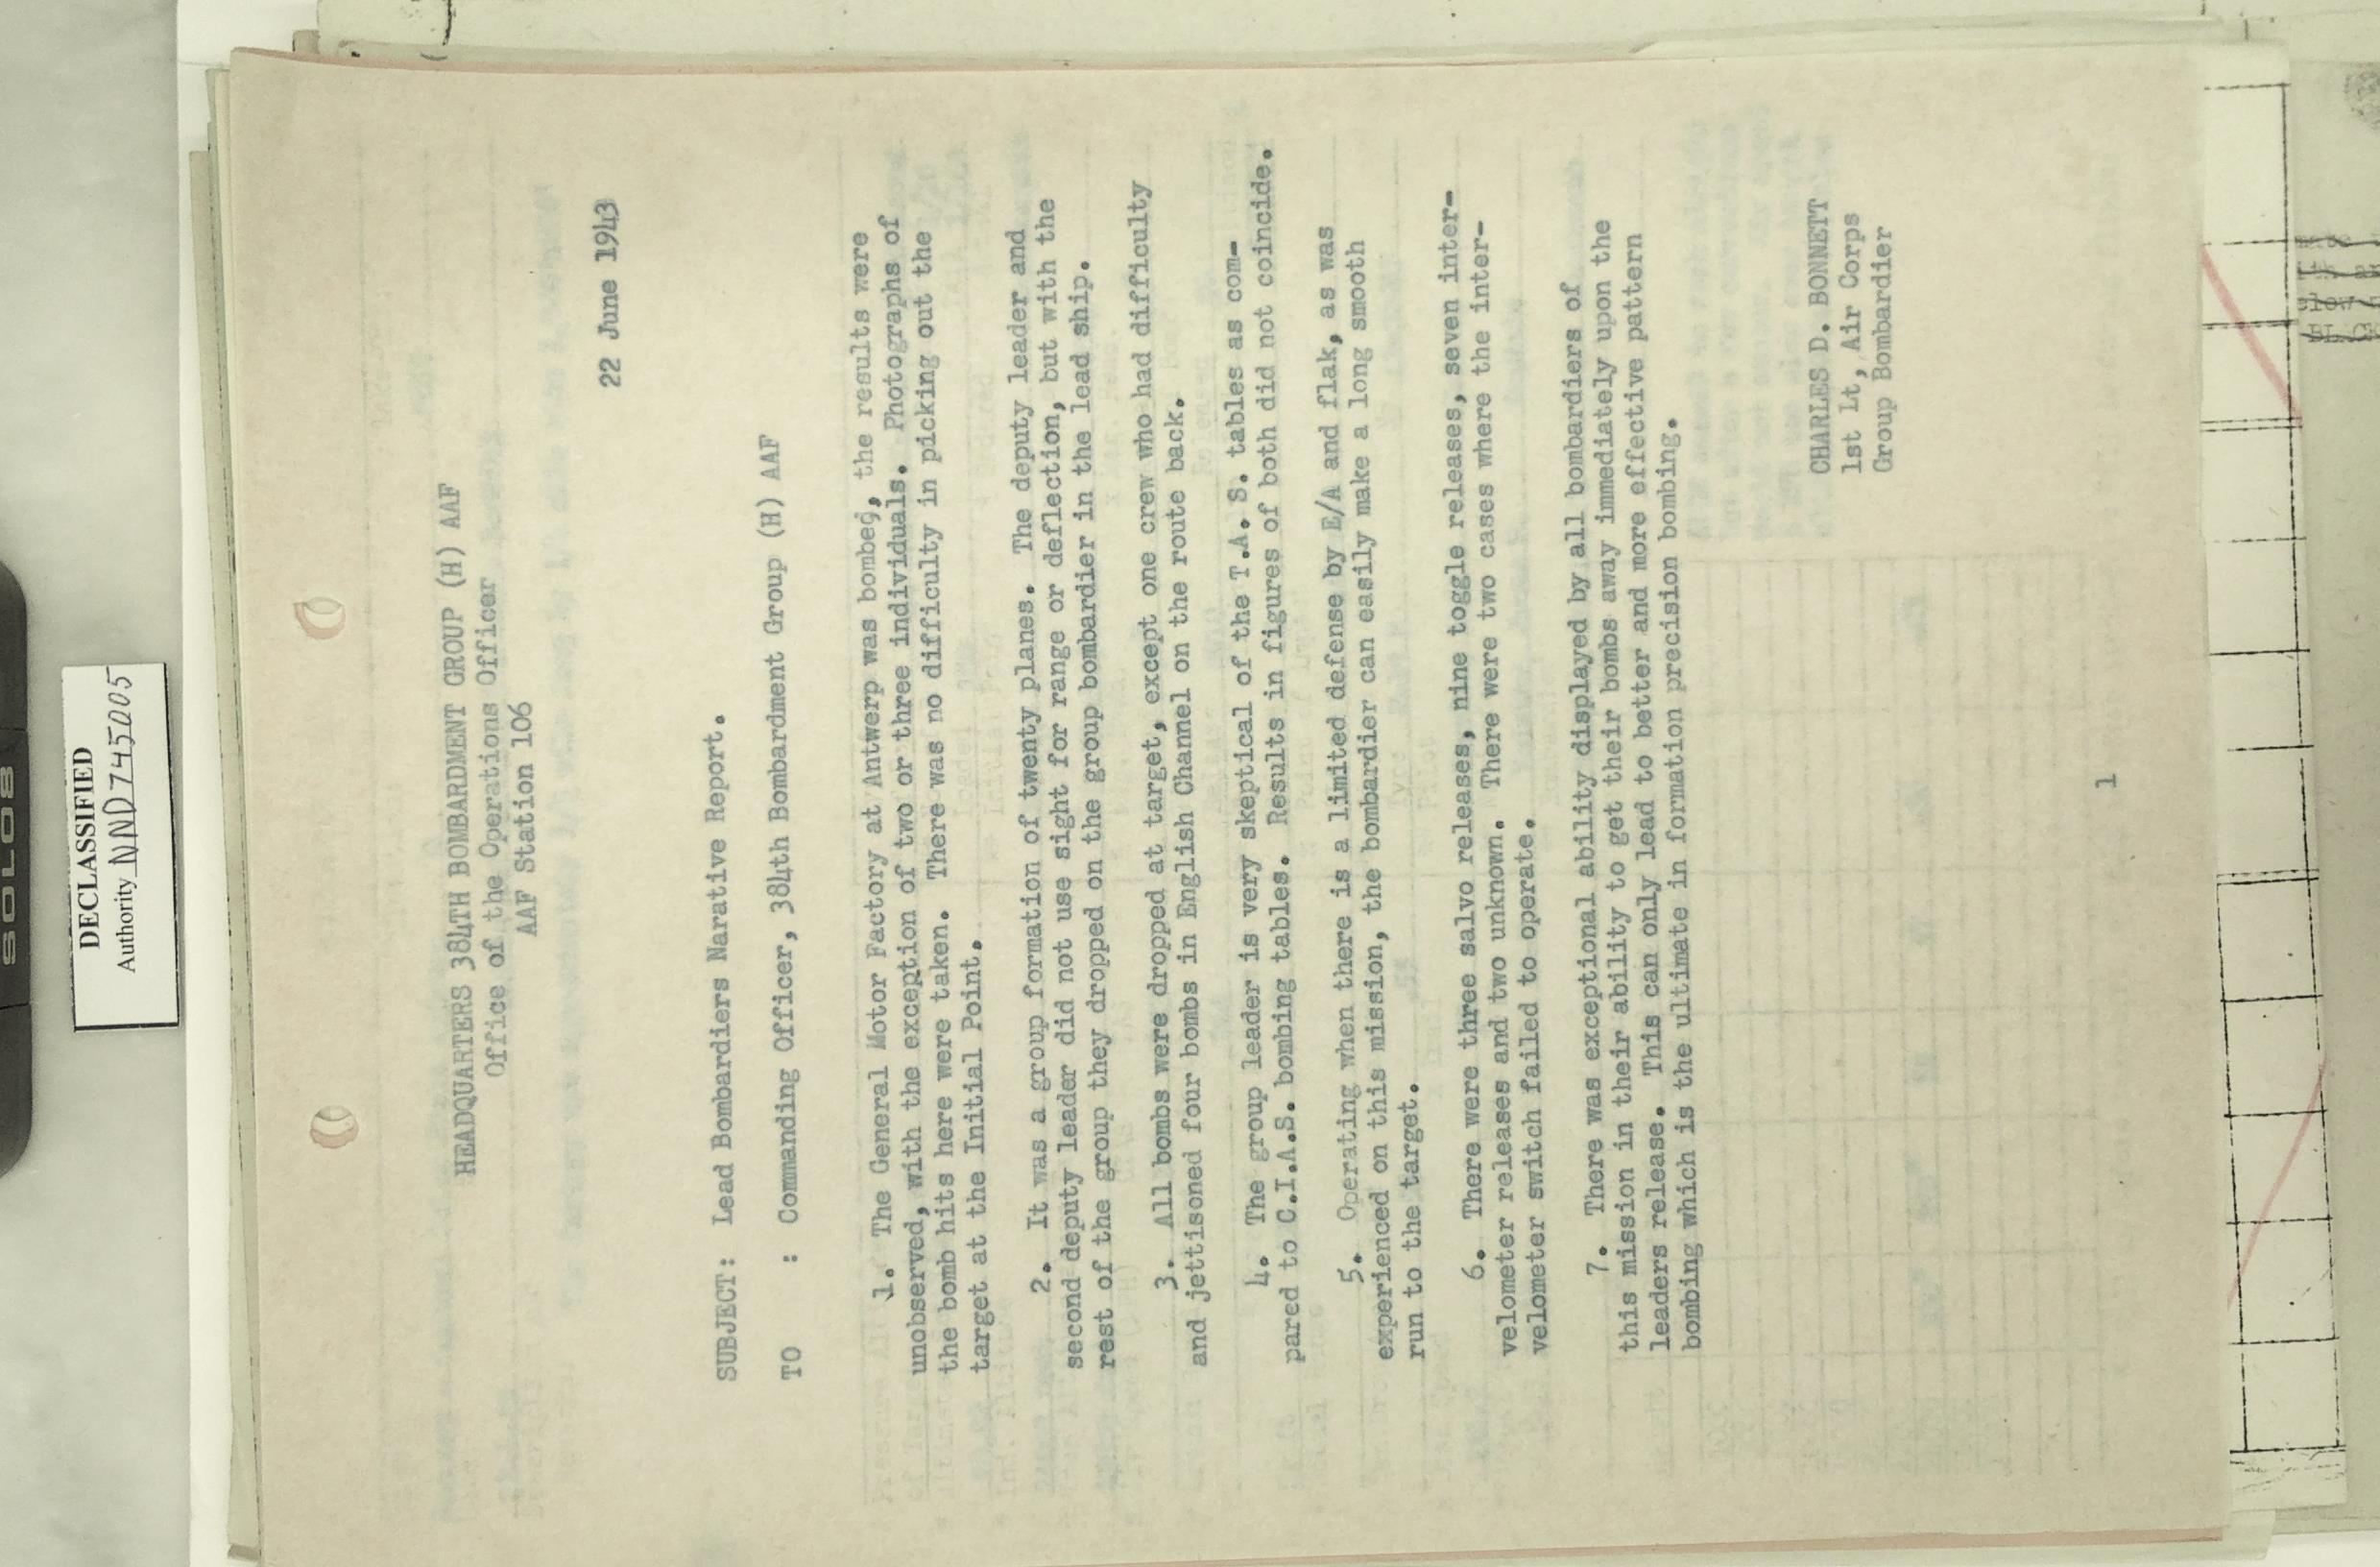 SOLOB
DECLASSIFIED
Authority NND745005
HEADQUARTERS 384TH BOMBARDMENT GROUP (H) AAF
Office of the Operations Officer
AAF Station 106
22 June 1943
SUBJECT: Lead Bombardiers Narative Report.
TO : Commanding Officer, 384th Bombardment Group (H) AAF
1. The General Motor Factory at Antwerp was bombed, the results were
unobserved, with the exception of two or three individuals. Photographs of
the bomb hits here were taken. There was no difficulty in picking out the
target at the Initial Point.
2. It was a group formation of twenty planes. The deputy leader and
second deputy leader did not use sight for range or deflection, but with the
rest of the group they dropped on the group bombardier in the lead ship.
3. All bombs were dropped at target, except one crew who had difficulty
and jettisoned four bombs in English Channel on the route back.
4. The group leader is very skeptical of the T.A. S. tables as com-
pared to C.I.A.S. bombing tables. Results in figures of both did not coincide.
5. Operating when there is a limited defense by E/A and flak, as was
experienced on this mission, the bombardier can easily make a long smooth
run to the target.
6. There were three salvo releases, nine toggle releases, seven inter-
velometer releases and two unknown. There were two cases where the inter-
velometer switch failed to operate.
7. There was exceptional ability displayed by all bombardiers of
this mission in their ability to get their bombs away immediately upon the
leaders release. This can only lead to better and more effective pattern
bombing which is the ultimate in formation precision bombing.
CHARLES D. BONNETT
1st Lt, Air Corps
Group Bombardier
1